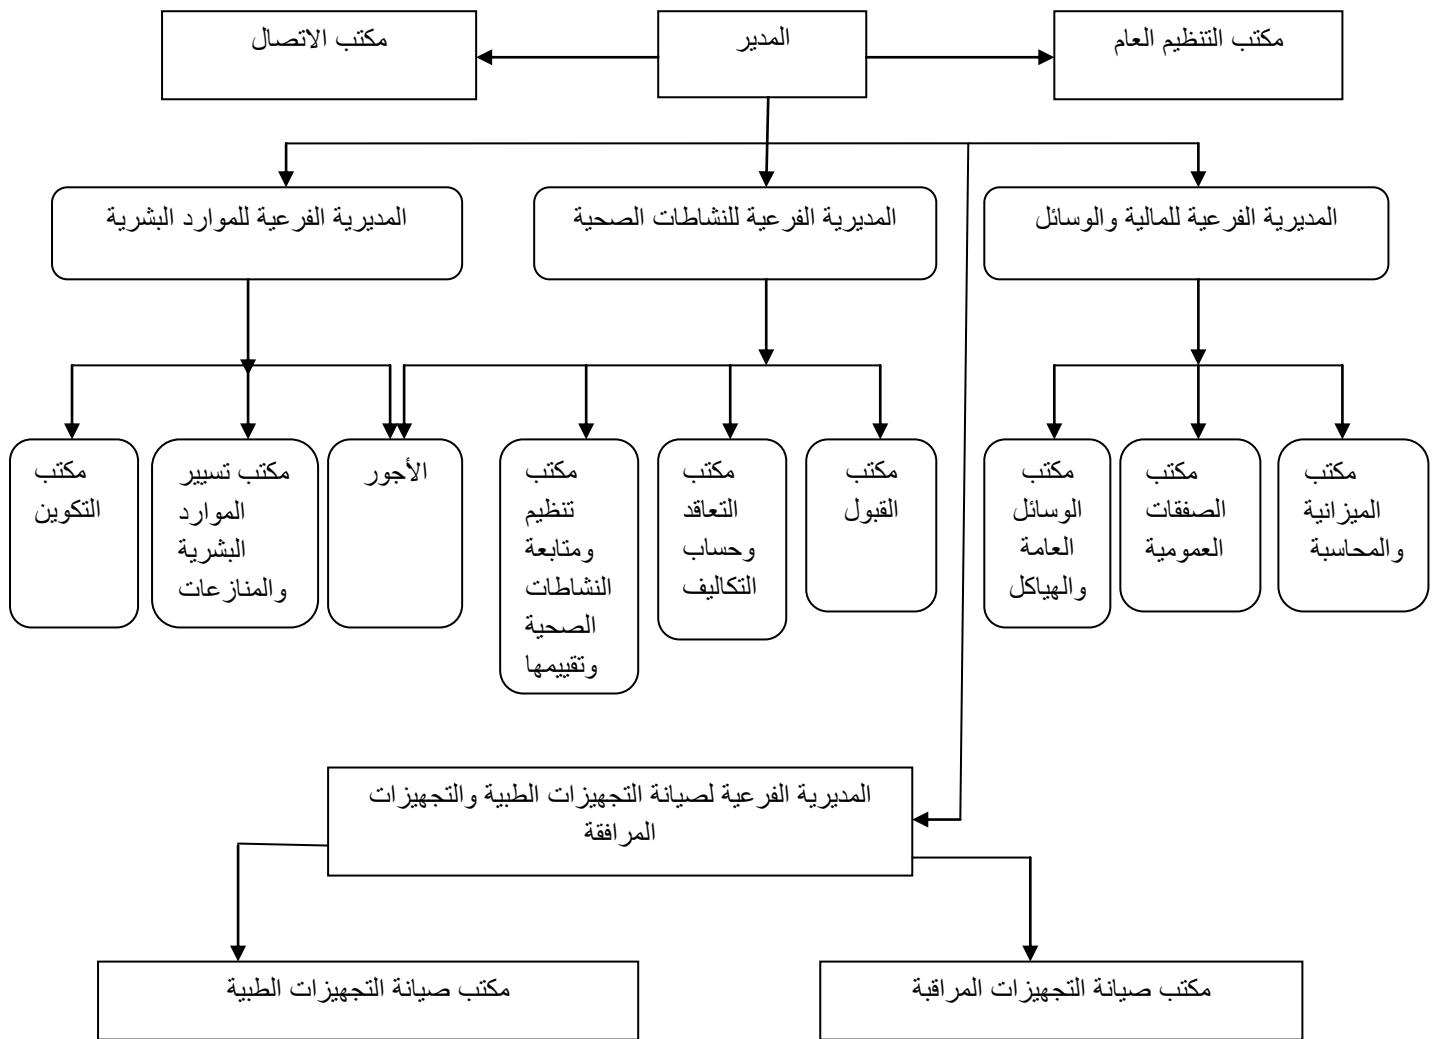 مكتب التنظيم العام
المدير
مكتب الاتصال
المديرية الفرعية للمالية والوسائل
المديرية الفرعية للنشاطات الصحية
المديرية الفرعية للموارد البشرية
مكتب
الميزانية
والمحاسبة
مكتب
الصفقات
العمومية
مكتب
الوسائل
العامة
والهياكل
مكتب
القبول
مكتب
التعاقد
وحساب
التكاليف
مكتب
تنظيم
ومتابعة
النشاطات
الصحية
وتقييمها
الأجور
مكتب تسيير
الموارد
البشرية
والمنازعات
مكتب
التكوين
المديرية الفرعية لصيانة التجهيزات الطبية والتجهيزات
المرافقة
مكتب صيانة التجهيزات المراقبة
مكتب صيانة التجهيزات الطبية